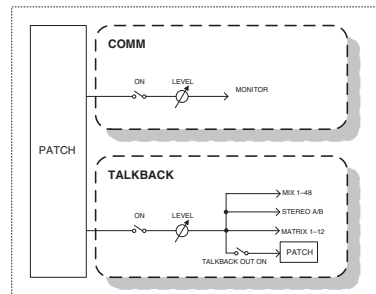 COMM
ON LEVEL
MONITOR
PATCH
TALKBACK
MIX 1–48
ON LEVEL
STEREO A/B
MATRIX 1–12
PATCH
TALKBACK OUT ON